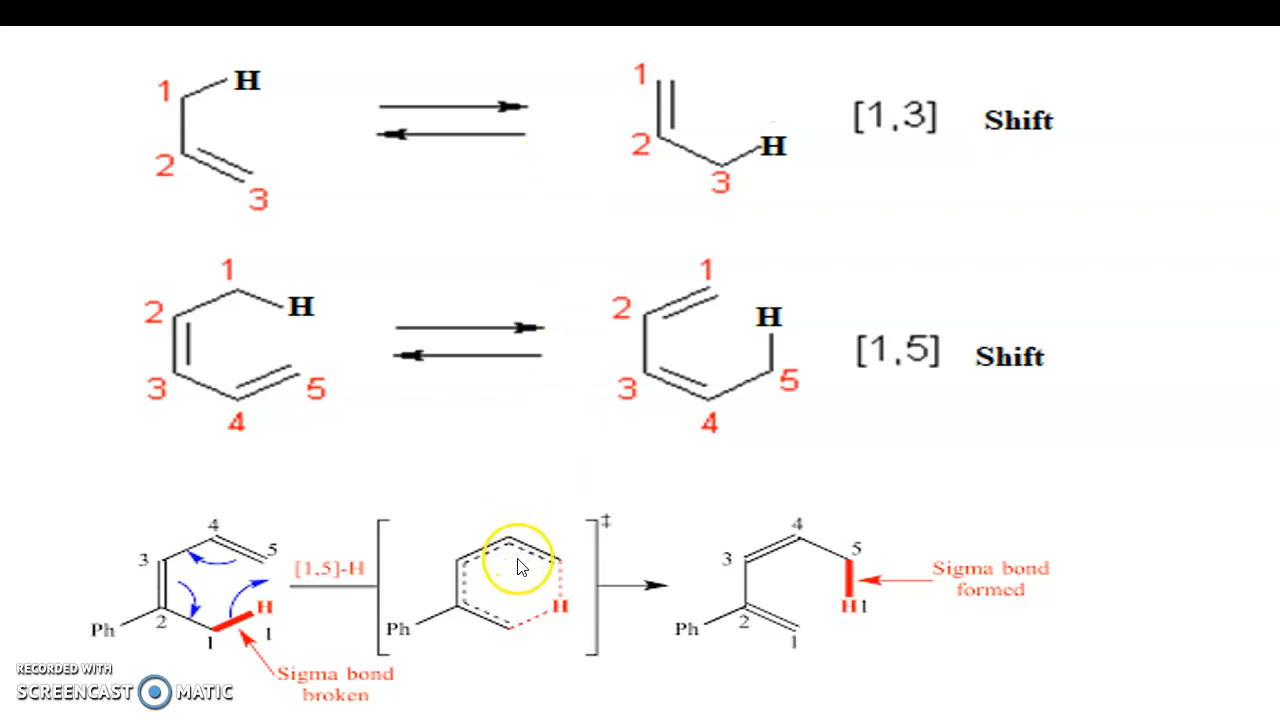 1 H
2
3
1
2 H
3
[1,3] Shift
1
2 H
3 5
4
1
2 H
3 5
4
[1,5] Shift
4
3 5
H
Ph 2 1
1
Sigma bond
broken
[1,5]-H
‡
H
Ph
4
3 5
H1
Ph 2
1
Sigma bond
formed
RECORDED WITH
SCREENCAST MATIC